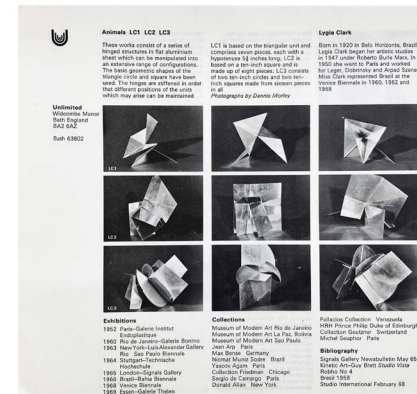 Animals LC1 LC2 LC3
These works consist of a series of
hinged structures in flat aluminium
sheet which can be manipulated into
an extensive range of configurations.
The basic geometric shapes of the
triangle circle and square have been
used. The hinges are stiffened in order
that different positions of the units
which may arise can be maintained
LC1 is based on the triangular unit and
comprises seven pieces, each with a
hypotenuse 5¾ inches long; LC2 is
based on a ten-inch square and is
made up of eight pieces; LC3 consists
of two ten-inch circles and two ten-
inch squares made from sixteen pieces
in all
Photographs by Dennis Morley
Lygia Clark
Born in 1920 in Belo Horizonte, Brazil
Lygia Clark began her artistic studies
in 1947 under Roberto Burle Marx. In
1950 she went to Paris and worked
for Leger, Dobrinsky and Arpad Szene
Miss Clark represented Brazil at the
Venice Biennale in 1960, 1962 and
1968
Unlimited
Widcombe Manor
Bath England
BA2 6AZ
Bath 63802
LC1
LC2
LC3
Exhibitions
1952 Paris–Galerie Institut
Endoplastique
1960 Rio de Janeiro–Galerie Bonino
1963 New York–Luis Alexander Gallery
Rio Sao Paulo Biennale
1964 Stuttgart–Technische
Hochschule
1965 London–Signals Gallery
1966 Brazil–Bahia Biennale
1968 Venice Biennale
1969 Essen–Galerie Thelen
Collections
Museum of Modern Art Rio de Janeiro
Museum of Modern Art La Paz, Bolivia
Museum of Modern Art Sao Paulo
Jean Arp Paris
Max Bense Germany
Niomar Muniz Sodre Brazil
Yaacov Agam Paris
Collection Friedman Chicago
Sergio de Camargo Paris
Donald Allan New York
Pallacios Collection Venezuela
HRH Prince Philip Duke of Edinburgh
Collection Geutzner Switzerland
Michel Seuphor Paris
Bibliography
Signals Gallery Newsbulletin May 65
Kinetic Art–Guy Brett Studio Vista
Robho No 4
Bresil 1958
Studio International February 68